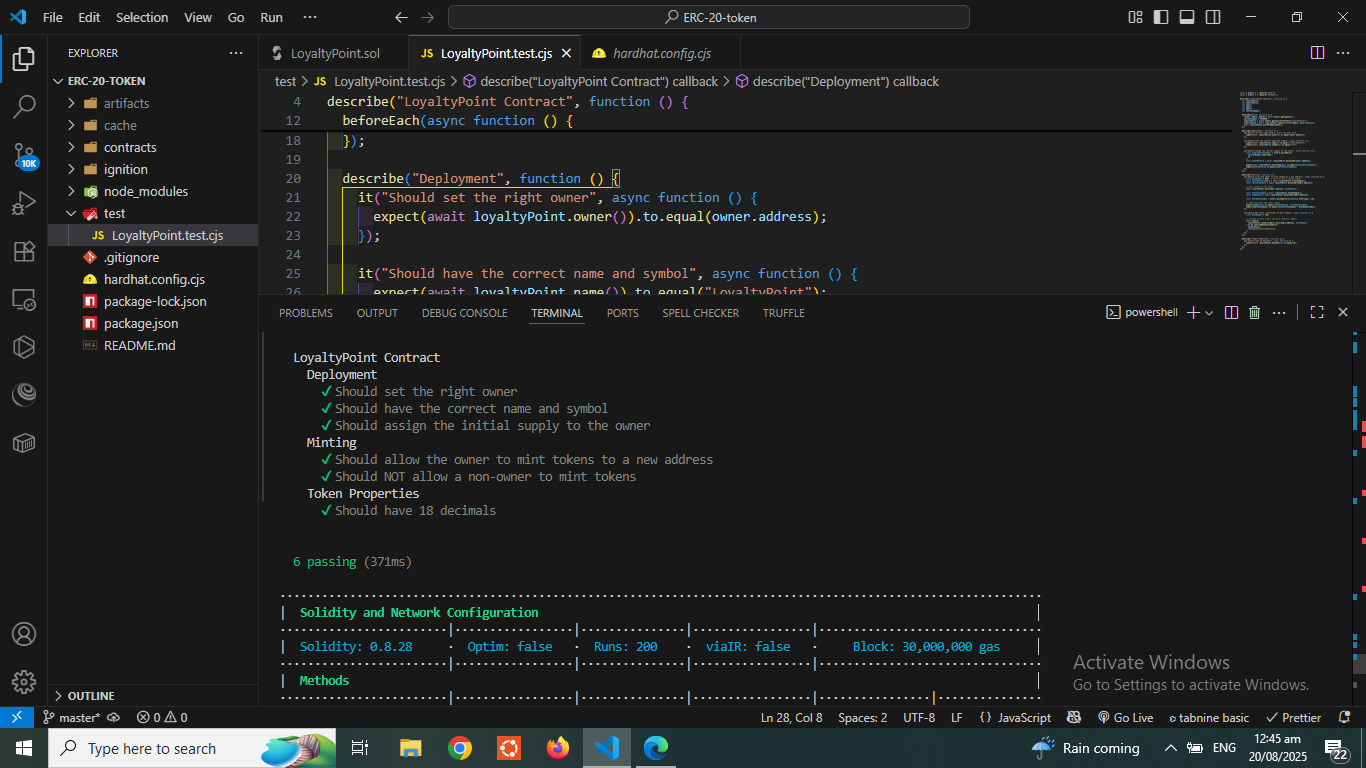 File Edit Selection View Go Run ···
ERC-20-token
EXPLORER
ERC-20-TOKEN
artifacts
cache
contracts
ignition
node_modules
test
JS LoyaltyPoint.test.cjs
.gitignore
hardhat.config.cjs
package-lock.json
package.json
README.md
OUTLINE
10K
LoyaltyPoint.sol
JS LoyaltyPoint.test.cjs
hardhat.config.cjs
test > JS LoyaltyPoint.test.cjs > describe("LoyaltyPoint Contract") callback > describe("Deployment") callback
4 describe("LoyaltyPoint Contract", function () {
12 beforeEach(async function () {
18 });
19
20 describe("Deployment", function () {
21 it("Should set the right owner", async function () {
22 expect(await loyaltyPoint.owner()).to.equal(owner.address);
23 });
24
25 it("Should have the correct name and symbol", async function () {
26 expect(await loyaltyPoint.name()).to.equal("LoyaltyPoint");
PROBLEMS OUTPUT DEBUG CONSOLE TERMINAL PORTS SPELL CHECKER TRUFFLE
powershell
LoyaltyPoint Contract
Deployment
✓ Should set the right owner
✓ Should have the correct name and symbol
✓ Should assign the initial supply to the owner
Minting
✓ Should allow the owner to mint tokens to a new address
✓ Should NOT allow a non-owner to mint tokens
Token Properties
✓ Should have 18 decimals
6 passing (371ms)
| Solidity and Network Configuration |
| Solidity: 0.8.28 · Optim: false · Runs: 200 · viaIR: false · Block: 30,000,000 gas |
| Methods |
Activate Windows
Go to Settings to activate Windows.
master* 0 0 Ln 28, Col 8 Spaces: 2 UTF-8 LF {} JavaScript Go Live tabnine basic Prettier
Type here to search
Rain coming
ENG
12:45 am
20/08/2025
22